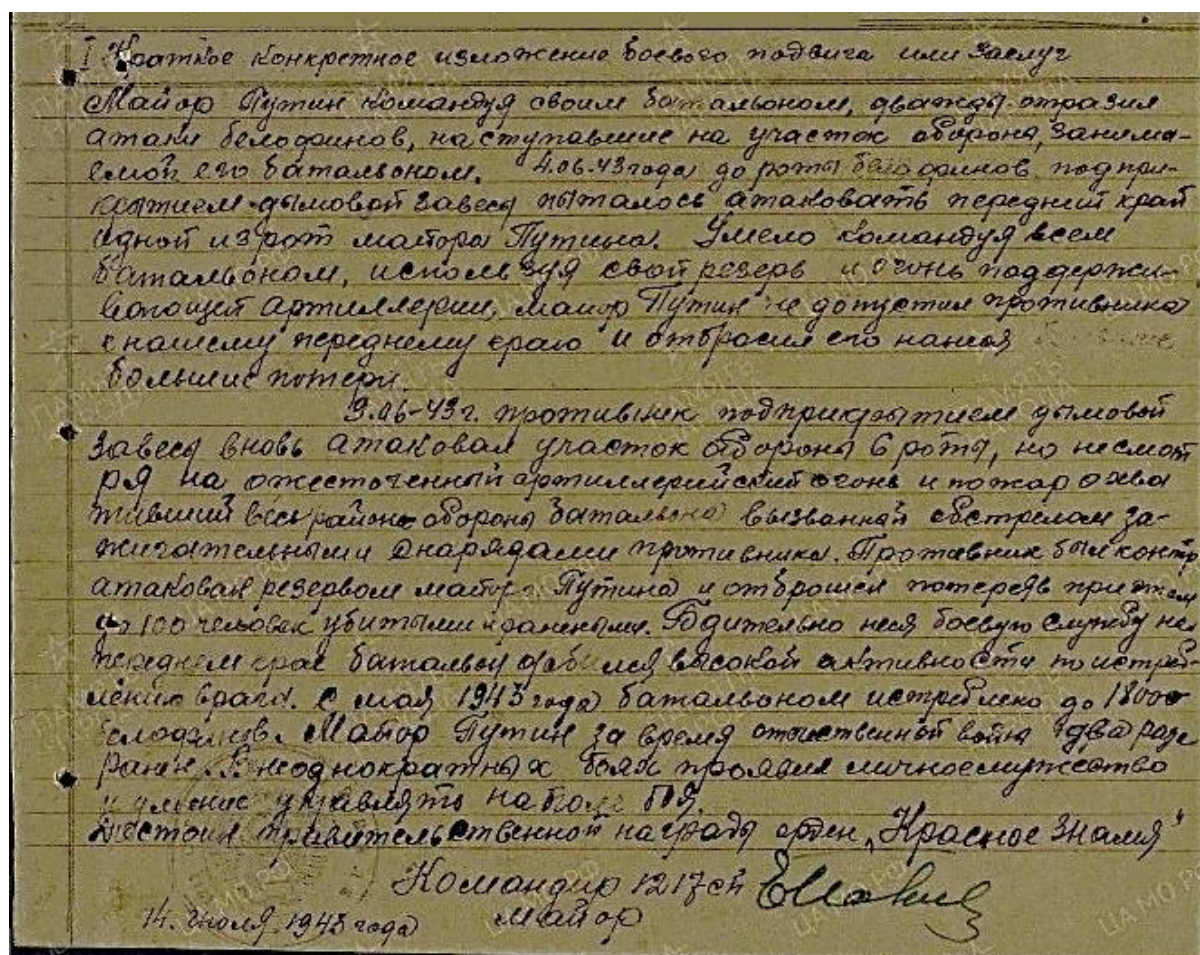 I Краткое конкретное изложение боевого подвига или заслуг
Майор Путин командуя своим батальоном, дважды отразил
атаки белофинов, наступавшие на участок оборона, занима-
емой его батальоном. 4.06-43 года до роты белофинов под при-
крытием дымовой завесы пыталось атаковать передний край
одной из рот майора Путина. Умело командуя всем
батальоном, используя свой резерв и огонь поддержи-
вающей артиллерии, майор Путин не допустил противника
к нашему переднему краю и отбросил его нанеся
большие потери.
9.06-43 г. противник под прикрытием дымовой
завесы вновь атаковал участок обороны 6 роты, но несмот
ря на ожесточенный артиллерийский огонь и пожар охва
тивший весь район обороны батальона вызванный обстрелом за-
жигательными снарядами противника. Противник был контр
атакован резервом майора Путина и отброшен потеряв при этом
до 100 человек убитыми и ранеными. Бдительно неся боевую службу на
переднем крае батальон добился высокой активности по истреб-
лению врага. С мая 1943 года батальоном истреблено до
белофинов. Майор Путин за время отечественной войны два раза
ранен. В неоднократных боях проявил личное мужество
и умение управлять на поле боя.
Достоин правительственной награды орден „Красное Знамя"
Командир 1217 сп
14. июля. 1943 года майор
ЦАМО РФ